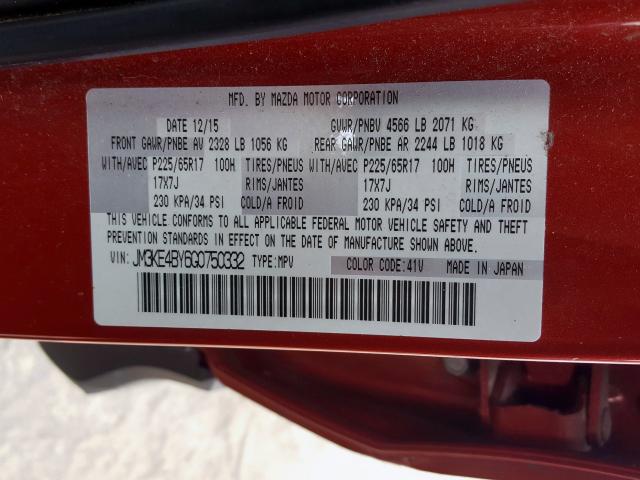 MFD. BY MAZDA MOTOR CORPORATION
DATE 12/15 GVWR/PNBV 4566 LB 2071 KG
FRONT GAWR/PNBE AV 2328 LB 1056 KG REAR GAWR/PNBE AR 2244 LB 1018 KG
WITH/AVEC P225/65R17 100H TIRES/PNEUS WITH/AVEC P225/65R17 100H TIRES/PNEUS
17X7J RIMS/JANTES 17X7J RIMS/JANTES
230 KPA/34 PSI COLD/A FROID 230 KPA/34 PSI COLD/A FROID
THIS VEHICLE CONFORMS TO ALL APPLICABLE FEDERAL MOTOR VEHICLE SAFETY AND THEFT
PREVENTION STANDARDS IN EFFECT ON THE DATE OF MANUFACTURE SHOWN ABOVE.
VIN: JM3KE4BY6G0750332 TYPE:MPV COLOR CODE:41V MADE IN JAPAN